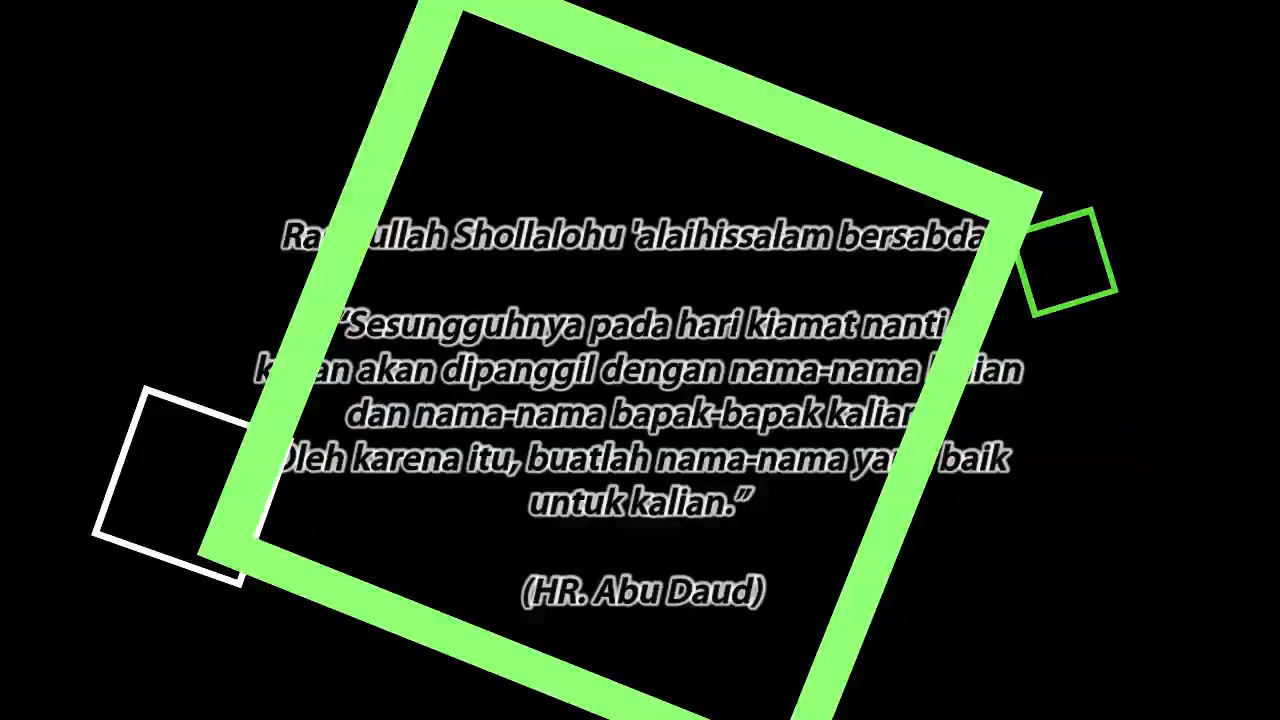 Shollalohu 'alaihissalam bersabda
“Sesungguhnya pada hari kiamat nanti
akan dipanggil dengan nama-nama
dan nama-nama bapak-bapak kalian
Oleh karena itu, buatlah nama-nama yang baik
untuk kalian.”
(HR. Abu Daud)